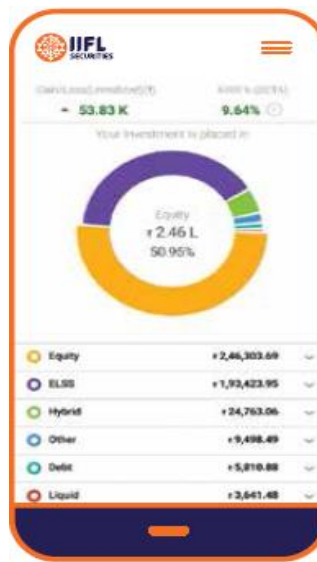 IIFL
SECURITIES
53.83 K
9.64%
Your Investment is placed in
Equity
₹ 2.46 L
50.95%
Equity ₹2,46,303.69
ELSS ₹1,93,423.95
Hybrid ₹24,763.06
Other ₹9,498.49
Debt ₹5,810.88
Liquid ₹3,641.48